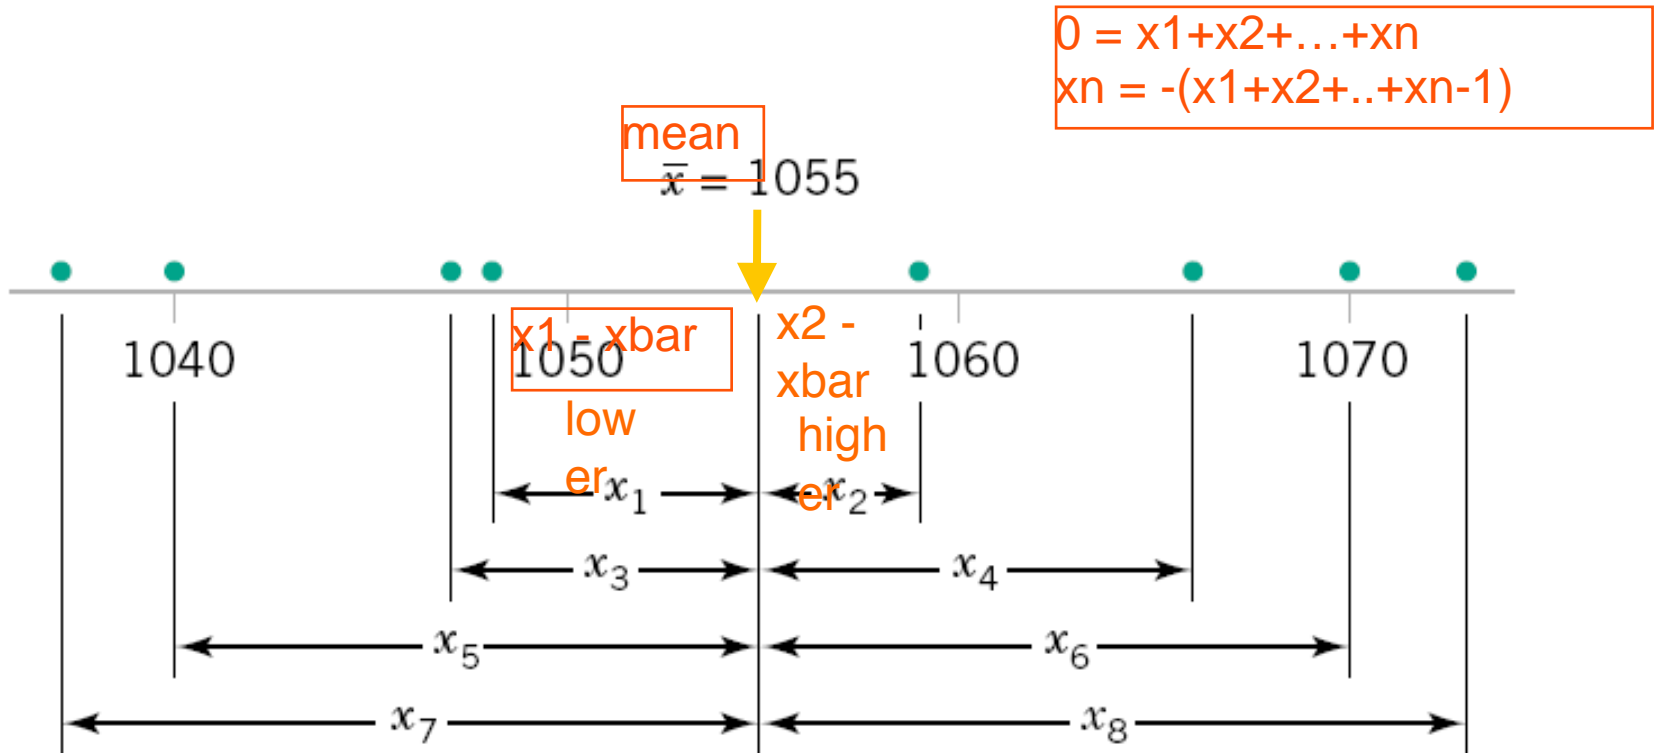 0 = x1+x2+...+xn
xn = -(x1+x2+..+xn-1)
mean
x̄ = 1055
1040
1050
1060
1070
x1 - xbar
x2 -
xbar
low
er
high
er
x₁
x₂
x₃
x₄
x₅
x₆
x₇
x₈